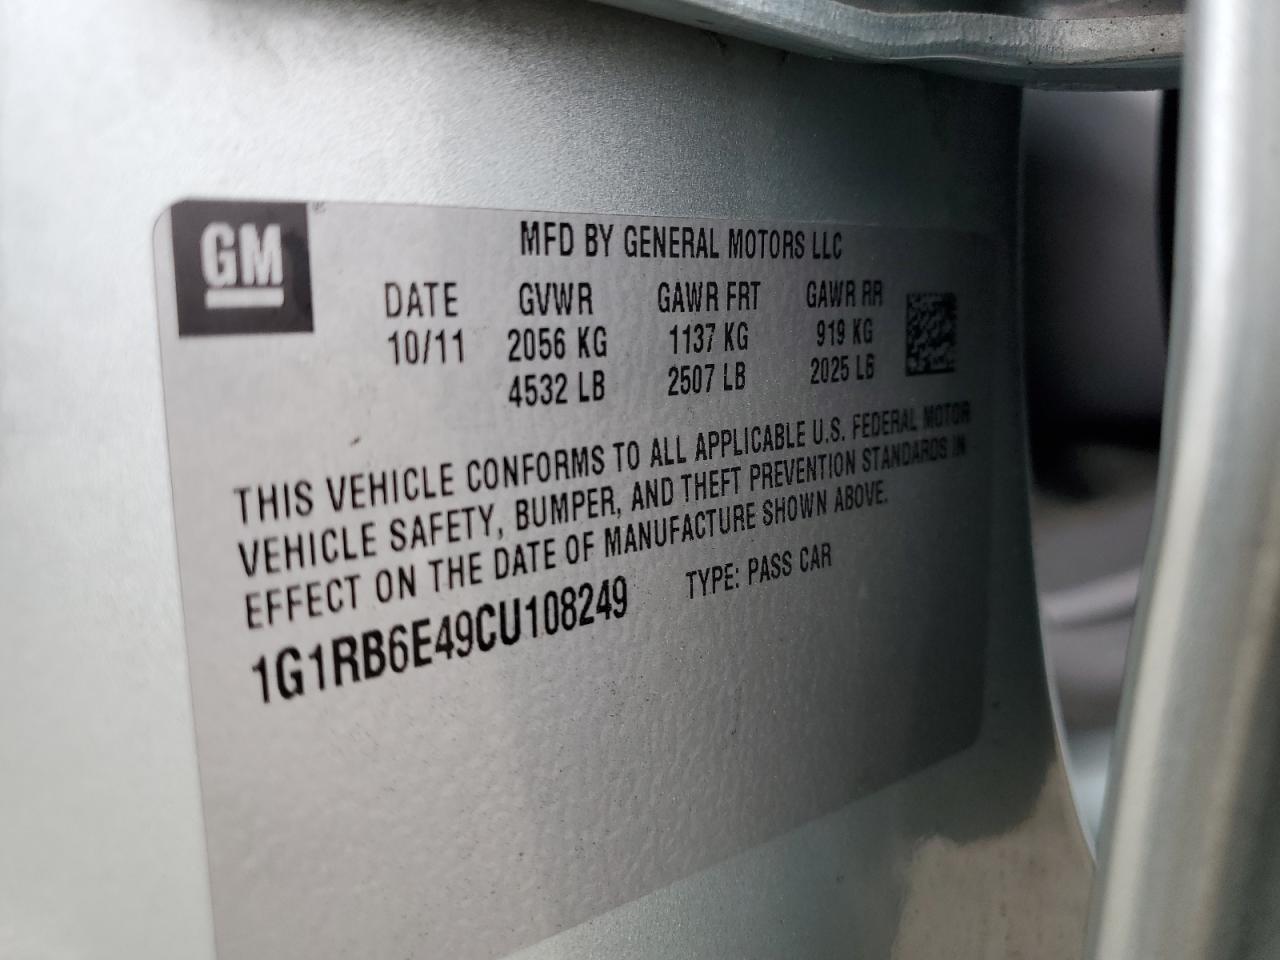 GM
MFD BY GENERAL MOTORS LLC
DATE GVWR GAWR FRT GAWR RR
10/11 2056 KG 1137 KG 919 KG
4532 LB 2507 LB 2025 LB
THIS VEHICLE CONFORMS TO ALL APPLICABLE U.S. FEDERAL MOTOR
VEHICLE SAFETY, BUMPER, AND THEFT PREVENTION STANDARDS IN
EFFECT ON THE DATE OF MANUFACTURE SHOWN ABOVE.
1G1RB6E49CU108249 TYPE: PASS CAR